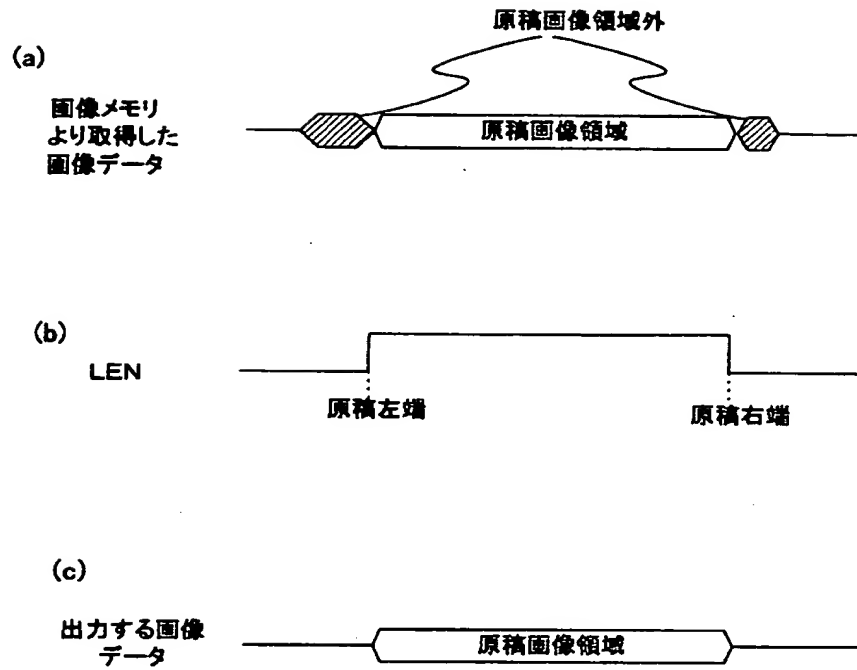 原稿画像領域外
(a)
画像メモリ
より取得した
画像データ
原稿画像領域
(b)
LEN
原稿左端
原稿右端
(c)
出力する画像
データ
原稿画像領域